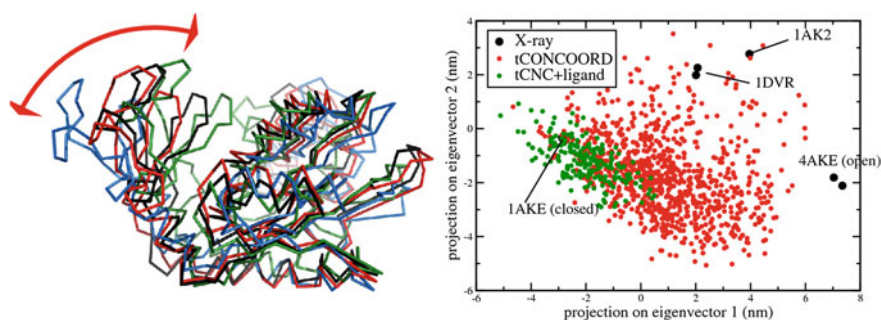 X-ray
tCONCOORD
tCNC+ligand
1AK2
1DVR
4AKE (open)
1AKE (closed)
projection on eigenvector 2 (nm)
4
2
0
-2
-4
-6
-6
-4
-2
0
2
4
6
8
projection on eigenvector 1 (nm)